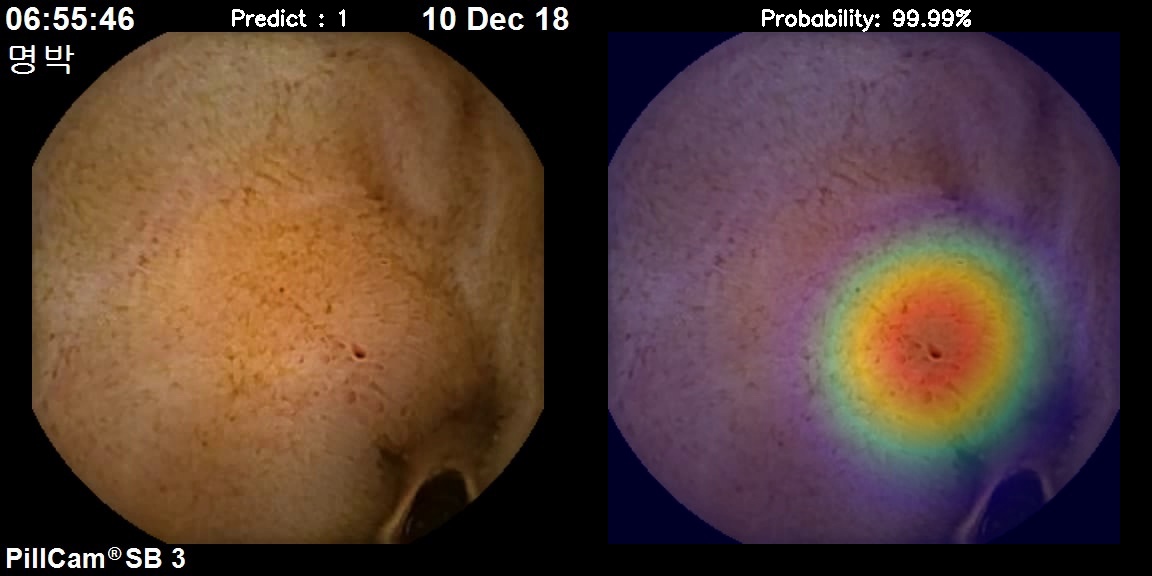 06:55:46
Predict : 1
10 Dec 18
Probability: 99.99%
명박
PillCam® SB 3